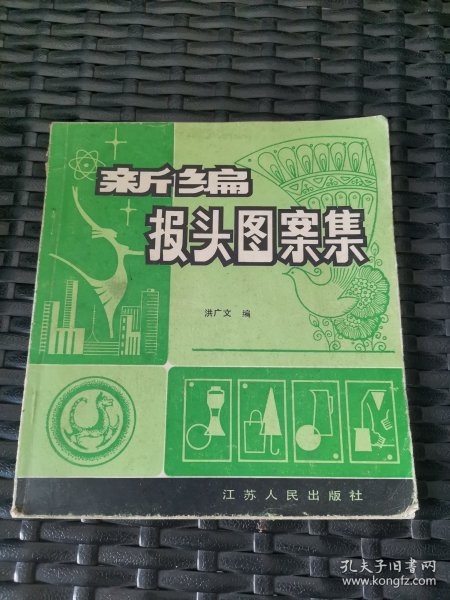 新编
报头图案集
洪广文 编
江苏人民出版社
孔夫子旧书网
www.kongfz.com